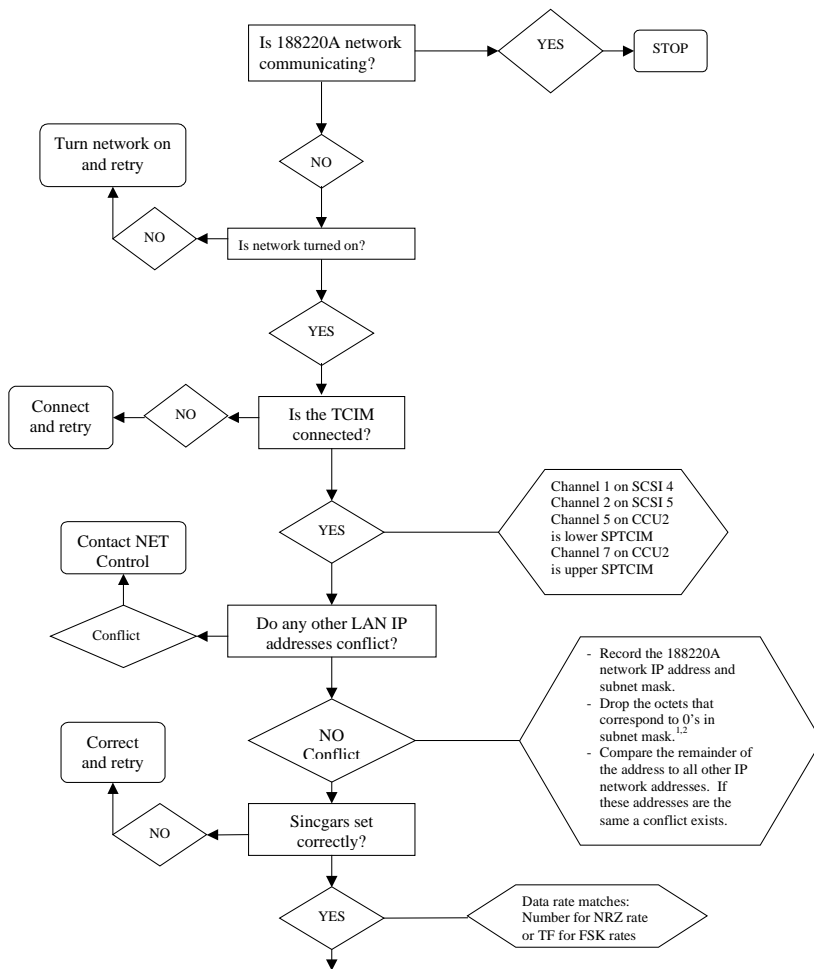 Is 188220A network
communicating?
YES
STOP
Turn network on
and retry
NO
NO
Is network turned on?
YES
Connect
and retry
NO
Is the TCIM
connected?
Channel 1 on SCSI 4
Channel 2 on SCSI 5
Channel 5 on CCU2
is lower SPTCIM
Channel 7 on CCU2
is upper SPTCIM
YES
Contact NET
Control
Conflict
Do any other LAN IP
addresses conflict?
- Record the 188220A
network IP address and
subnet mask.
- Drop the octets that
correspond to 0's in
subnet mask.1,2
- Compare the remainder of
the address to all other IP
network addresses. If
these addresses are the
same a conflict exists.
NO
Conflict
Correct
and retry
NO
Sincgars set
correctly?
YES
Data rate matches:
Number for NRZ rate
or TF for FSK rates